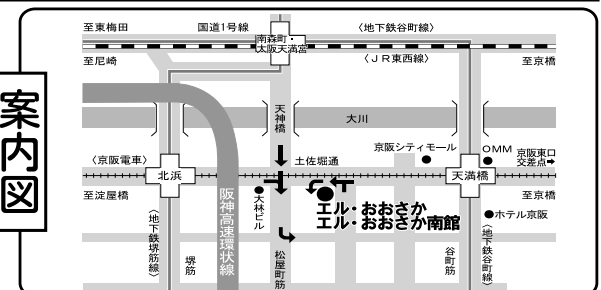 案内図
至東梅田
国道1号線
〈地下鉄谷町線〉
南森町・
大阪天満宮
至尼崎
〈JR東西線〉
至京橋
天神橋
大川
〈京阪電車〉
北浜
土佐堀通
京阪シティモール
OMM
京阪東口
交差点➡
天満橋
至淀屋橋
大林ビル
エル・おおさか
エル・おおさか南館
至京橋
ホテル京阪
〈地下鉄堺筋線〉
堺筋
阪神高速環状線
松屋町筋
谷町筋
〈地下鉄谷町線〉